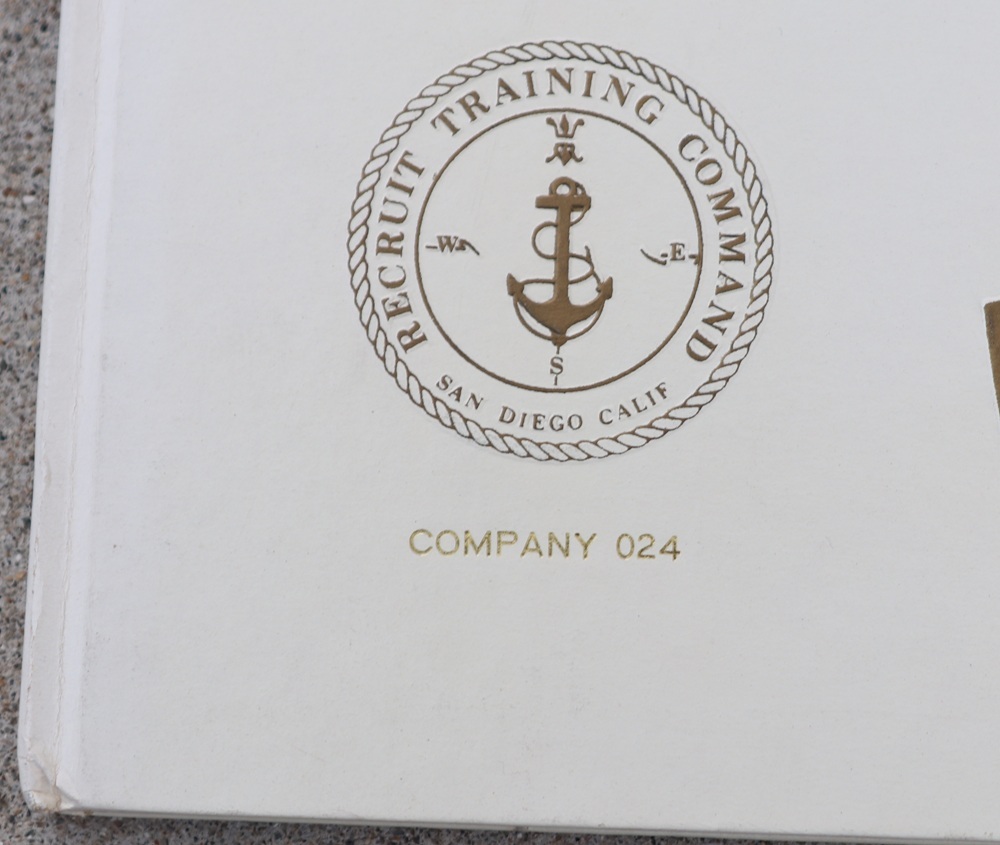 RECRUIT TRAINING COMMAND
W
E
S
SAN DIEGO CALIF
COMPANY 024